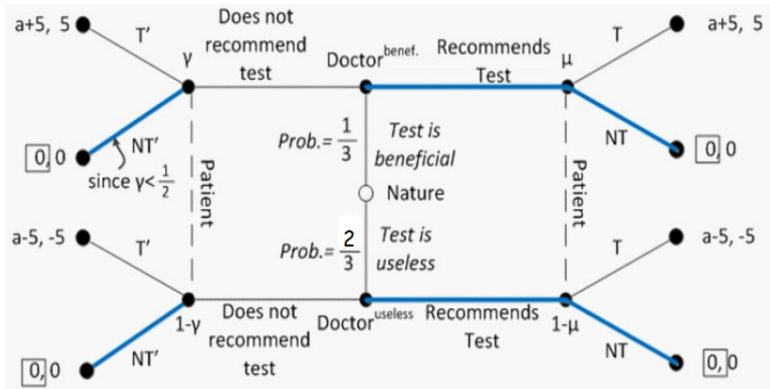 a+5, 5
T'
Does not
recommend
test
γ
Doctor benef.
Recommends
Test
μ
T
a+5, 5
0, 0
NT'
since γ< 1/2
Prob.= 1/3
Test is
beneficial
NT
0, 0
Patient
Nature
Patient
a-5, -5
T'
Prob.= 2/3
Test is
useless
T
a-5, -5
1-γ
Does not
recommend
test
Doctor useless
Recommends
Test
1-μ
0, 0
NT'
NT
0, 0